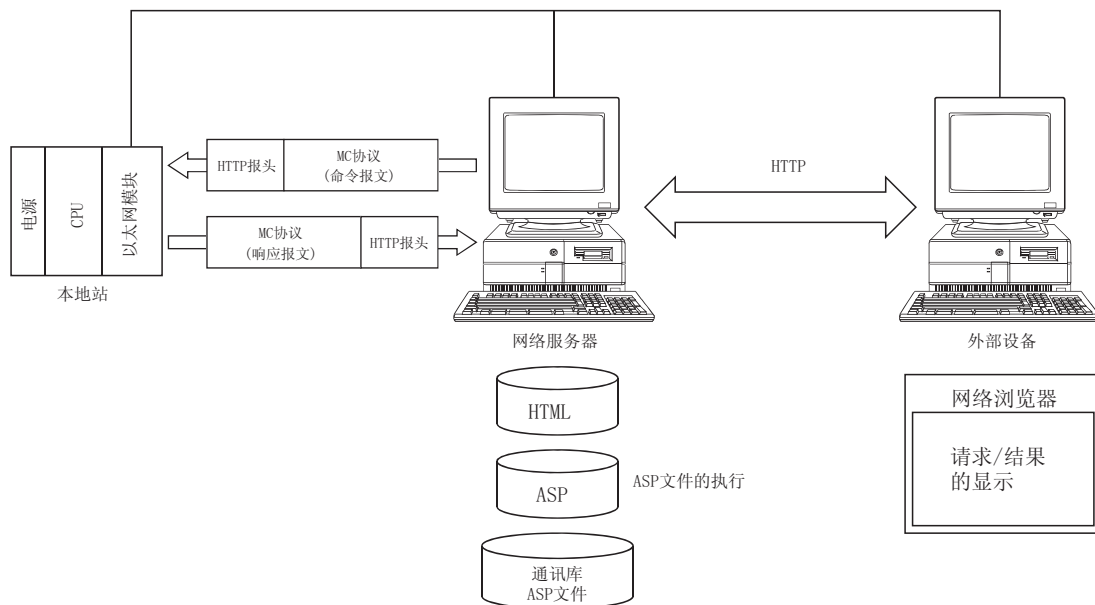 HTTP报头
MC协议
(命令报文)
HTTP
电源
CPU
以太网模块
MC协议
(响应报文)
HTTP报头
本地站
网络服务器
外部设备
HTML
网络浏览器
请求/结果
的显示
ASP
ASP文件的执行
通讯库
ASP文件